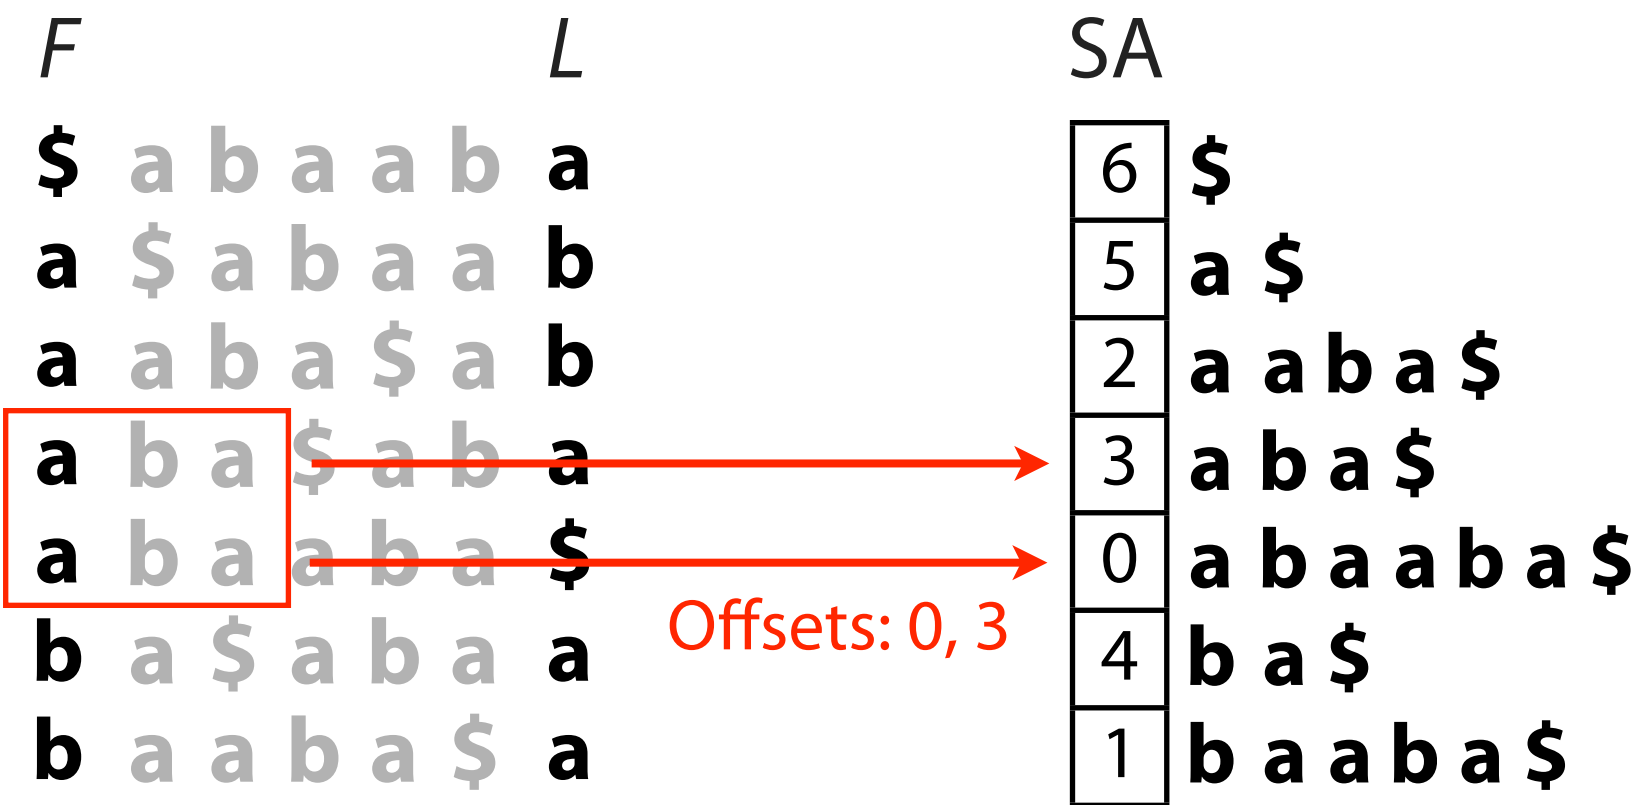 F L SA
$ a b a a b a 6 $
a $ a b a a b 5 a $
a a b a $ a b 2 a a b a $
a b a $ a b a 3 a b a $
a b a a b a $ 0 a b a a b a $
Offsets: 0, 3
b a $ a b a a 4 b a $
b a a b a $ a 1 b a a b a $